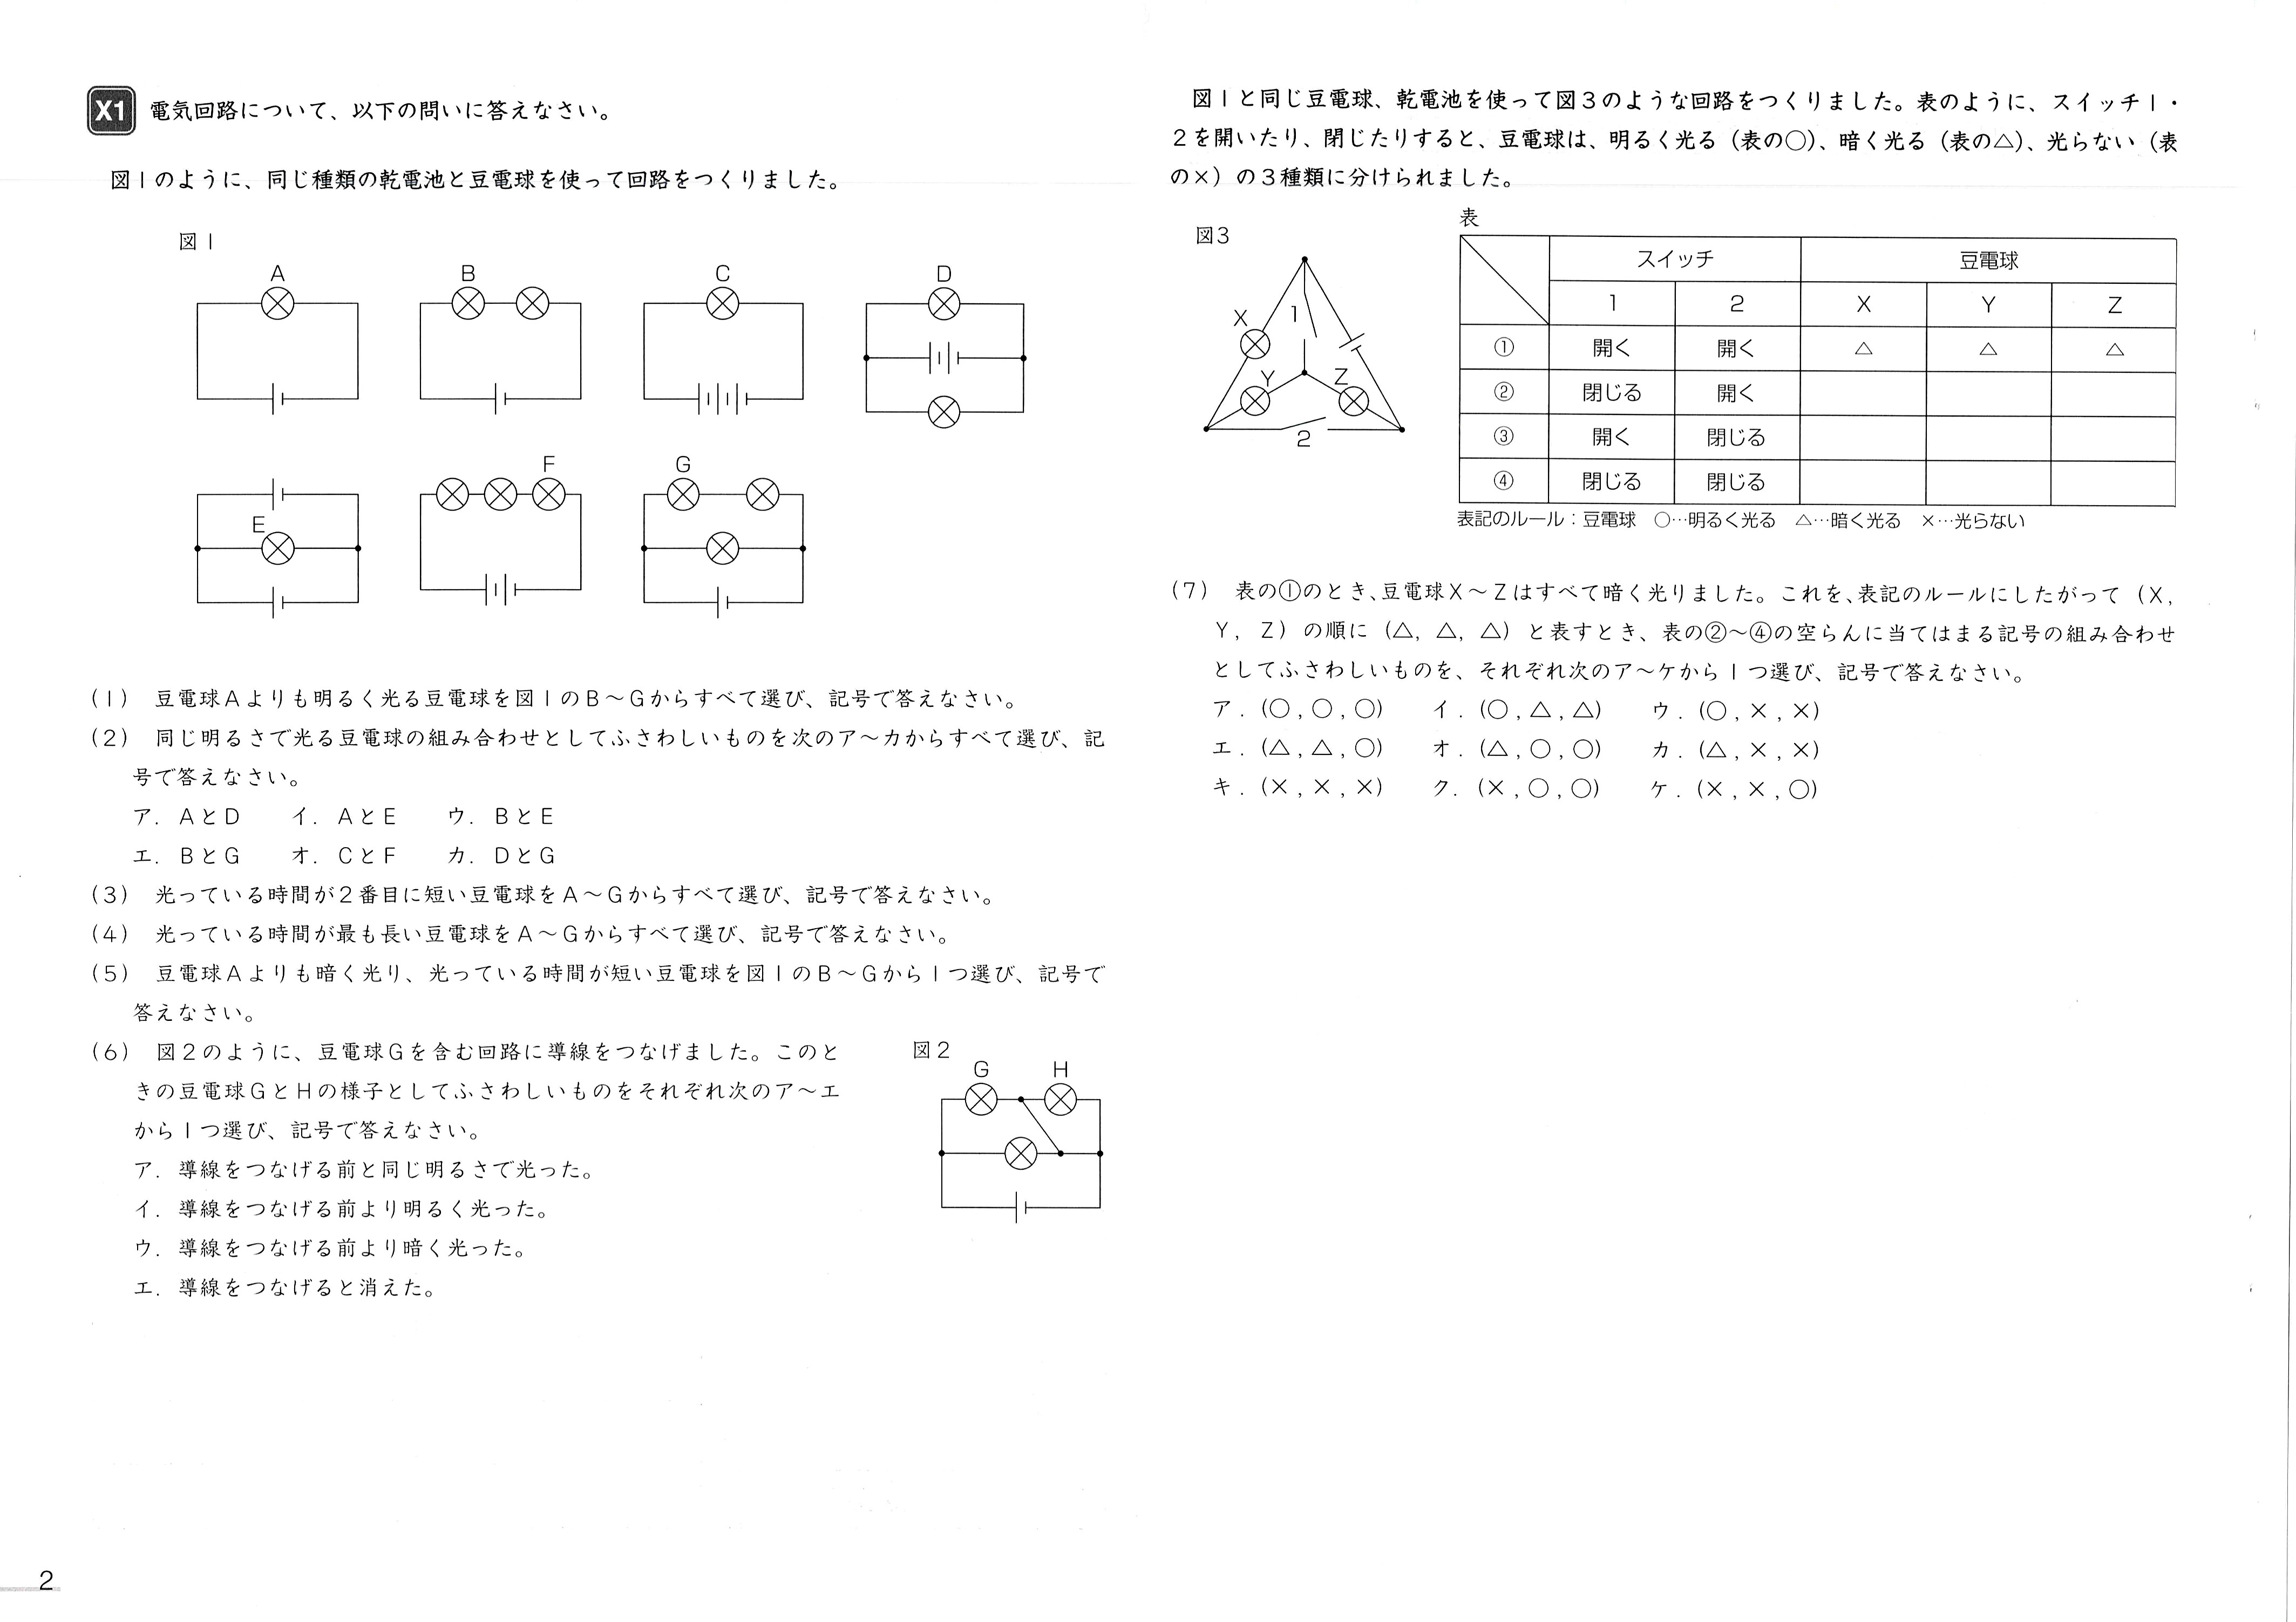 X1 電気回路について、以下の問いに答えなさい。
図1のように、同じ種類の乾電池と豆電球を使って回路をつくりました。
図1
A
B
C
D
E
F
G
(1) 豆電球Aよりも明るく光る豆電球を図1のB～Gからすべて選び、記号で答えなさい。
(2) 同じ明るさで光る豆電球の組み合わせとしてふさわしいものを次のア～カからすべて選び、記
号で答えなさい。
ア. AとD イ. AとE ウ. BとE
エ. BとG オ. CとF カ. DとG
(3) 光っている時間が2番目に短い豆電球をA～Gからすべて選び、記号で答えなさい。
(4) 光っている時間が最も長い豆電球をA～Gからすべて選び、記号で答えなさい。
(5) 豆電球Aよりも暗く光り、光っている時間が短い豆電球を図1のB～Gから1つ選び、記号で
答えなさい。
(6) 図2のように、豆電球Gを含む回路に導線をつなげました。このと
きの豆電球GとHの様子としてふさわしいものをそれぞれ次のア～エ
から1つ選び、記号で答えなさい。
ア. 導線をつなげる前と同じ明るさで光った。
イ. 導線をつなげる前より明るく光った。
ウ. 導線をつなげる前より暗く光った。
エ. 導線をつなげると消えた。
図2
G H
2
図1と同じ豆電球、乾電池を使って図3のような回路をつくりました。表のように、スイッチ1・
2を開いたり、閉じたりすると、豆電球は、明るく光る（表の○）、暗く光る（表の△）、光らない（表
の×）の3種類に分けられました。
図3
X
1
Y
Z
2
表
スイッチ 豆電球
1 2 X Y Z
① 開く 開く △ △ △
② 閉じる 開く
③ 開く 閉じる
④ 閉じる 閉じる
表記のルール：豆電球 ○…明るく光る △…暗く光る ×…光らない
(7) 表の①のとき、豆電球X～Zはすべて暗く光りました。これを、表記のルールにしたがって（X,
Y, Z）の順に（△, △, △）と表すとき、表の②～④の空らんに当てはまる記号の組み合わせ
としてふさわしいものを、それぞれ次のア～ケから1つ選び、記号で答えなさい。
ア. (○, ○, ○) イ. (○, △, △) ウ. (○, ×, ×)
エ. (△, △, ○) オ. (△, ○, ○) カ. (△, ×, ×)
キ. (×, ×, ×) ク. (×, ○, ○) ケ. (×, ×, ○)